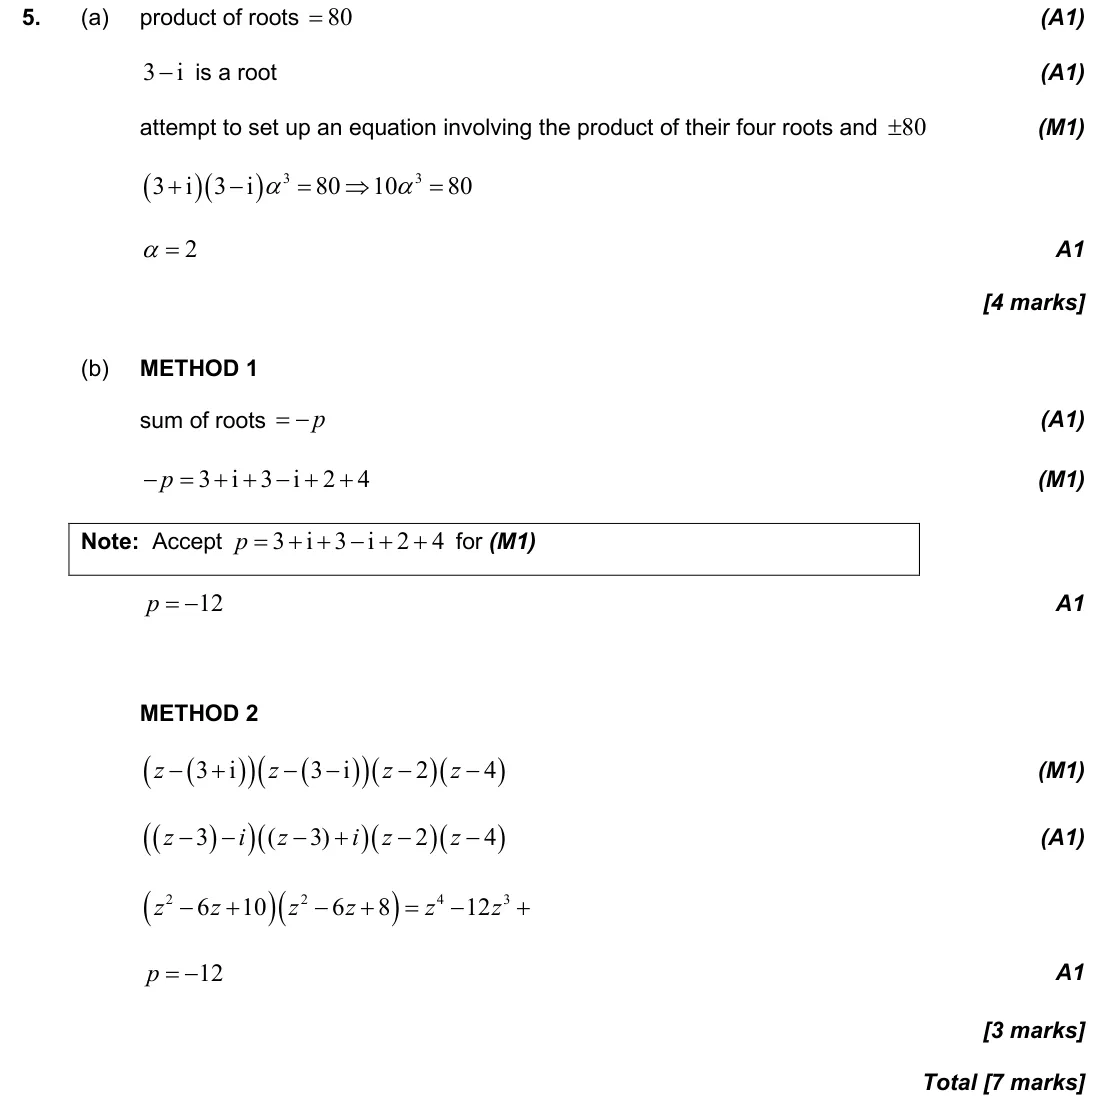 5. (a) product of roots = 80 (A1)
3 − i is a root (A1)
attempt to set up an equation involving the product of their four roots and ±80 (M1)
(3 + i)(3 − i)α³ = 80 ⇒ 10α³ = 80
α = 2 A1
[4 marks]
(b) METHOD 1
sum of roots = −p (A1)
−p = 3 + i + 3 − i + 2 + 4 (M1)
Note: Accept p = 3 + i + 3 − i + 2 + 4 for (M1)
p = −12 A1
METHOD 2
(z − (3 + i))(z − (3 − i))(z − 2)(z − 4) (M1)
((z − 3) − i)((z − 3) + i)(z − 2)(z − 4) (A1)
(z² − 6z + 10)(z² − 6z + 8) = z⁴ − 12z³ +
p = −12 A1
[3 marks]
Total [7 marks]